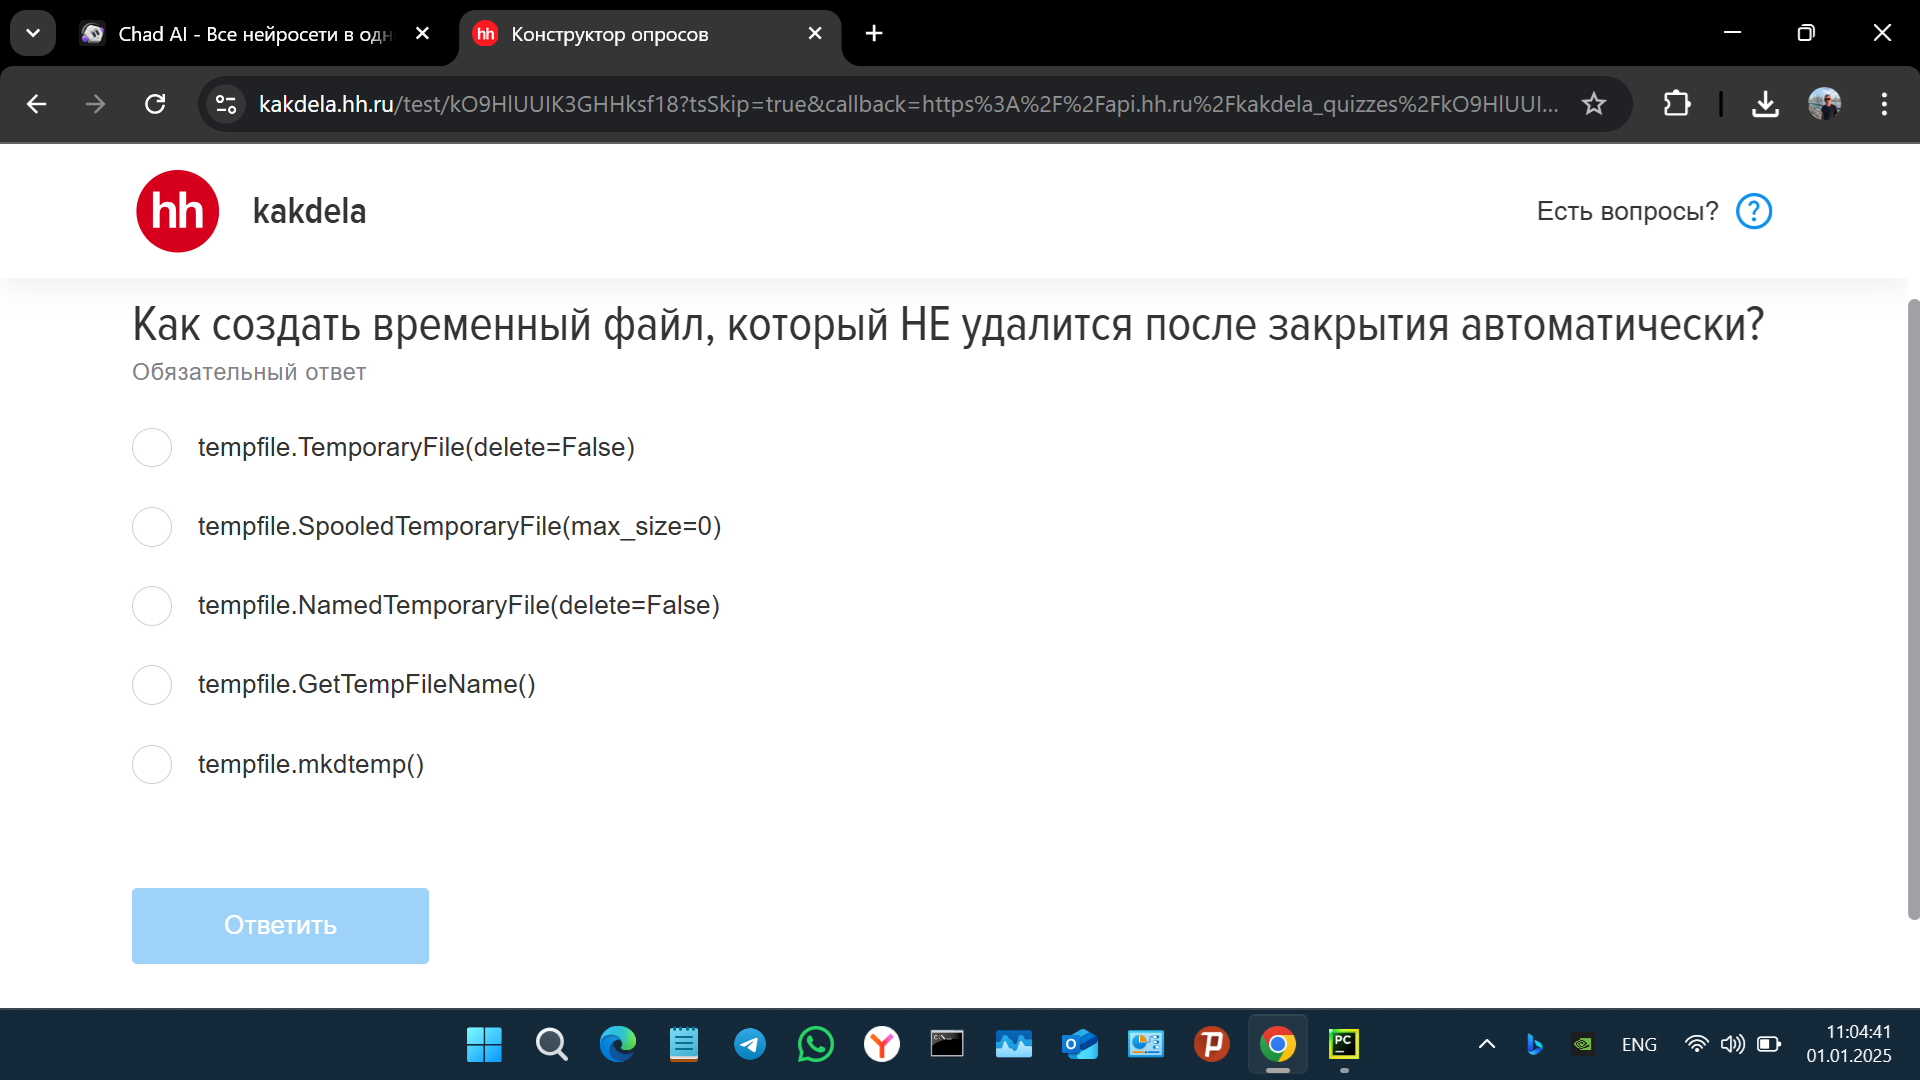 Chad AI - Все нейросети в одн
Конструктор опросов
kakdela.hh.ru/test/kO9HlUUIK3GHHksf18?tsSkip=true&callback=https%3A%2F%2Fapi.hh.ru%2Fkakdela_quizzes%2FkO9HlUUI...
hh kakdela
Есть вопросы? ?
Как создать временный файл, который НЕ удалится после закрытия автоматически?
Обязательный ответ
tempfile.TemporaryFile(delete=False)
tempfile.SpooledTemporaryFile(max_size=0)
tempfile.NamedTemporaryFile(delete=False)
tempfile.GetTempFileName()
tempfile.mkdtemp()
Ответить
ENG
11:04:41
01.01.2025